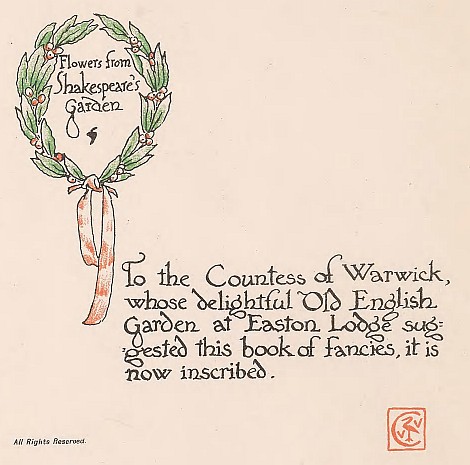 Flowers from
Shakespeare's
Garden
To the Countess of Warwick,
whose delightful Old English
Garden at Easton Lodge sug-
-gested this book of fancies, it is
now inscribed.
All Rights Reserved.